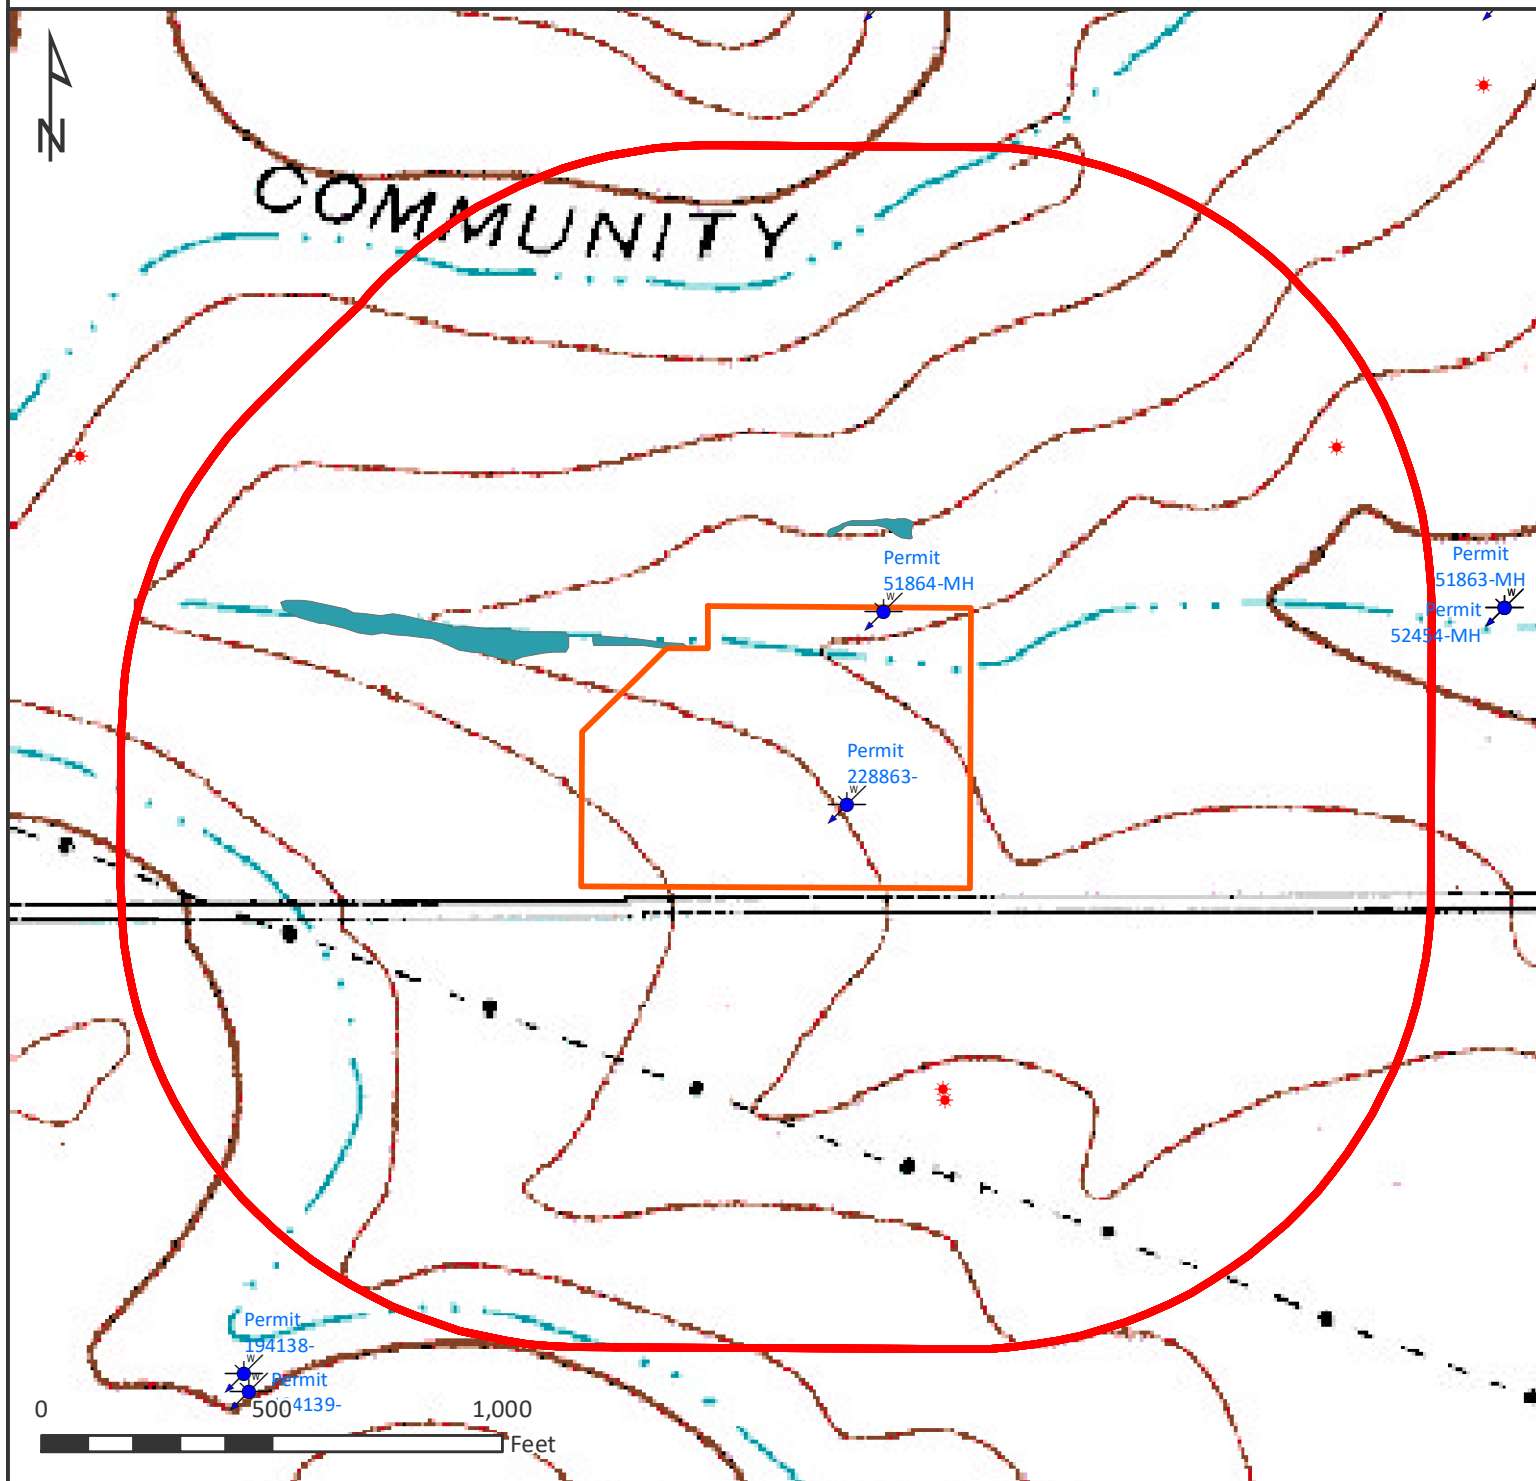 N
COMMUNITY
Permit
51864-MH
W
Permit
51863-MH
W
Permit
52454-MH
Permit
228863-
W
Permit
194138-
W
Permit
4139-
W
0
500
1,000
Feet